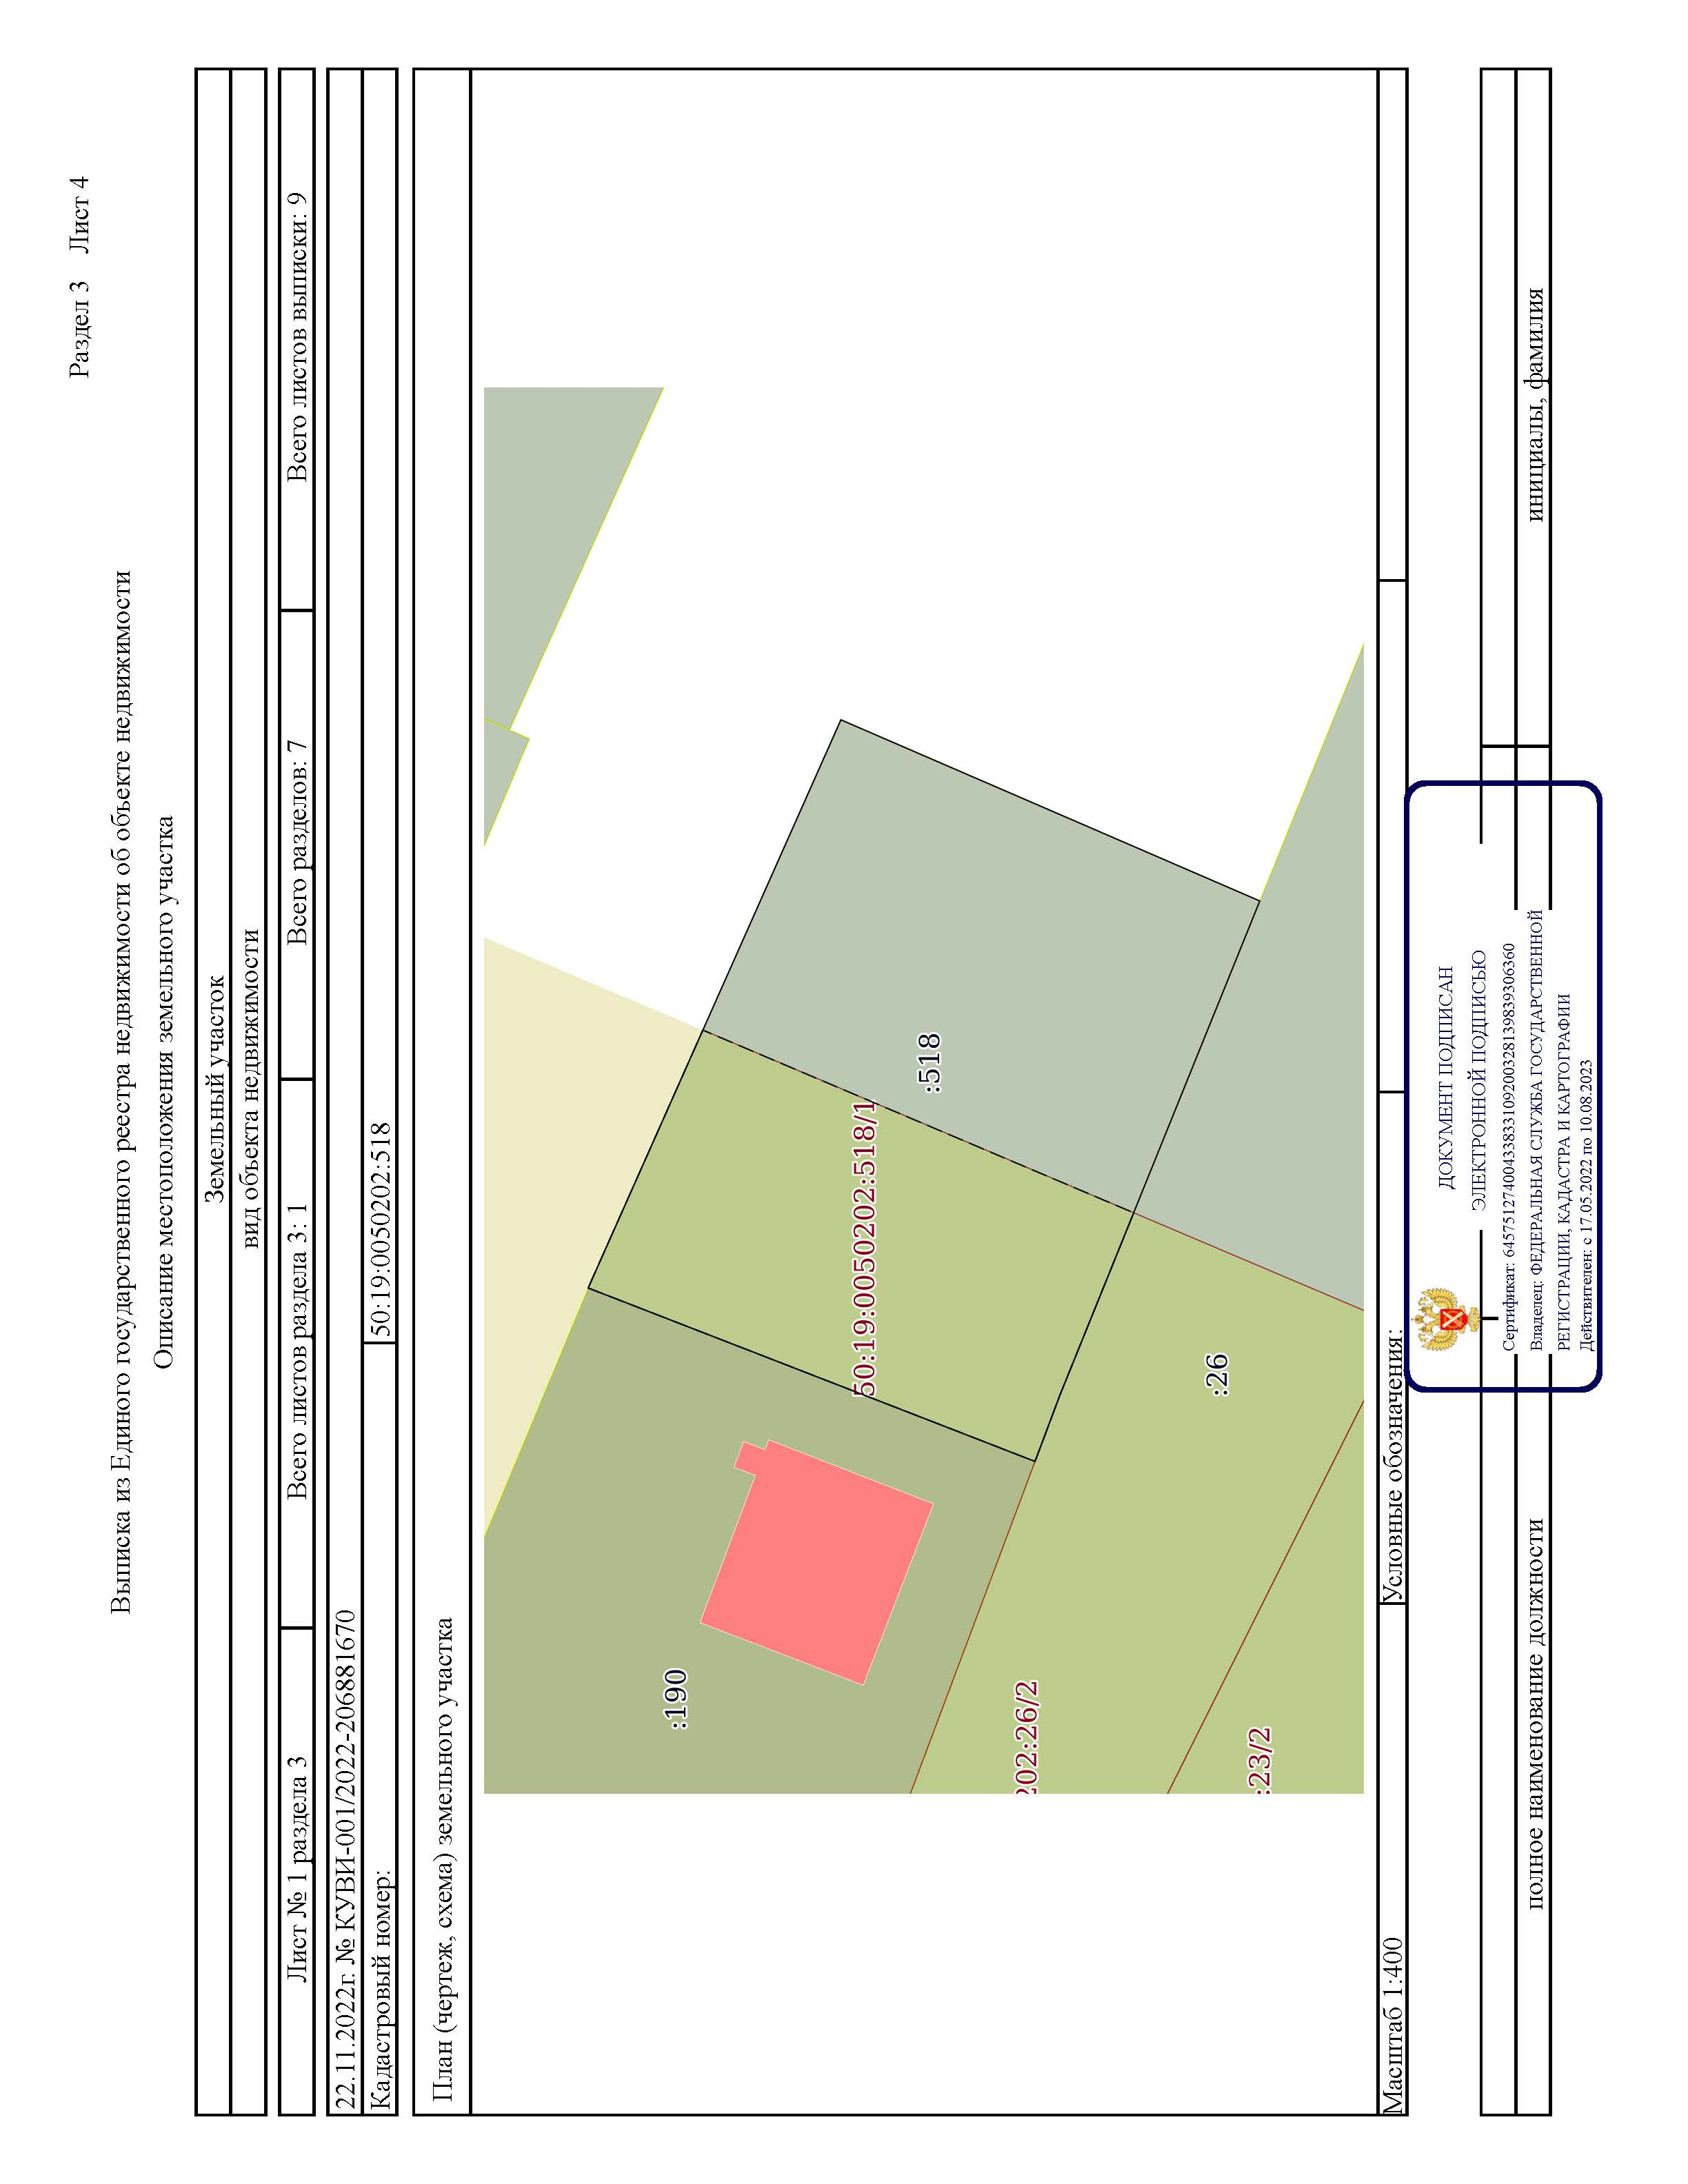 Раздел 3 Лист 4
Выписка из Единого государственного реестра недвижимости об объекте недвижимости
Описание местоположения земельного участка
Земельный участок
вид объекта недвижимости
Лист № 1 раздела 3 Всего листов раздела 3: 1 Всего разделов: 7 Всего листов выписки: 9
22.11.2022г. № КУВИ-001/2022-206881670
Кадастровый номер: 50:19:0050202:518
План (чертеж, схема) земельного участка
:190
50:19:0050202:518/1
:518
202:26/2
:26
:23/2
Масштаб 1:400 Условные обозначения:
ДОКУМЕНТ ПОДПИСАН
ЭЛЕКТРОННОЙ ПОДПИСЬЮ
Сертификат: 64575127400433833109200328139839306360
Владелец: ФЕДЕРАЛЬНАЯ СЛУЖБА ГОСУДАРСТВЕННОЙ
РЕГИСТРАЦИИ, КАДАСТРА И КАРТОГРАФИИ
Действителен: с 17.05.2022 по 10.08.2023
полное наименование должности инициалы, фамилия